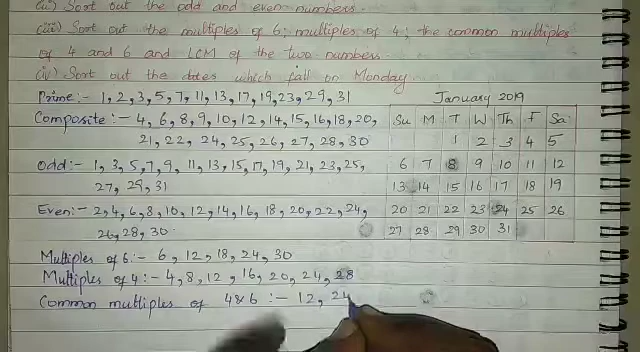 (ii) Sort out the odd and even numbers.
(iii) Sort out the multiples of 6; multiples of 4; the common multiples
of 4 and 6 and LCM of the two numbers.
iv) Sort out the dates which fall on Monday.
Prime:- 1, 2, 3, 5, 7, 11, 13, 17, 19, 23, 29, 31
Composite:- 4, 6, 8, 9, 10, 12, 14, 15, 16, 18, 20,
21, 22, 24, 25, 26, 27, 28, 30
Odd:- 1, 3, 5, 7, 9, 11, 13, 15, 17, 19, 21, 23, 25,
27, 29, 31
Even:- 2, 4, 6, 8, 10, 12, 14, 16, 18, 20, 22, 24,
26, 28, 30.
January 2019
Su M T W Th F Sa
1 2 3 4 5
6 7 8 9 10 11 12
13 14 15 16 17 18 19
20 21 22 23 24 25 26
27 28 29 30 31
Multiples of 6:- 6, 12, 18, 24, 30
Multiples of 4:- 4, 8, 12, 16, 20, 24, 28
Common multiples of 4&6:- 12, 24